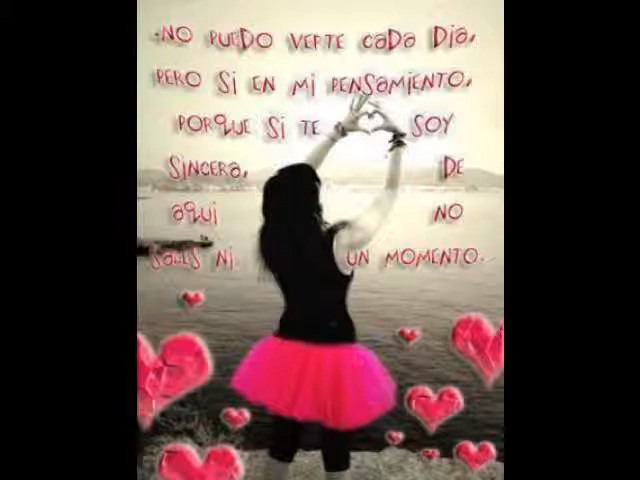 .NO PUEDO VERTE CADA DIA,
PERO SI EN MI PENSAMIENTO,
PORQUE SI TE SOY
SINCERA, DE
AQUI NO
SALES NI UN MOMENTO.